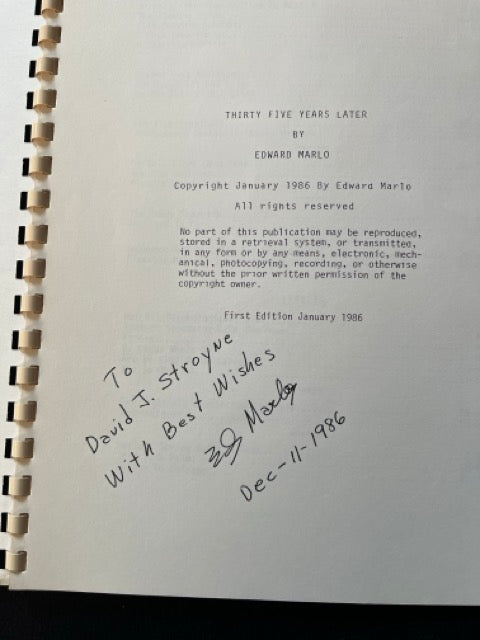 THIRTY FIVE YEARS LATER
BY
EDWARD MARLO
Copyright January 1986 By Edward Marlo
All rights reserved
No part of this publication may be reproduced,
stored in a retrieval system, or transmitted,
in any form or by any means, electronic, mech-
anical, photocopying, recording, or otherwise
without the prior written permission of the
copyright owner.
First Edition January 1986
To
David J. Stroyne
With Best Wishes
Ed Marlo
Dec-11-1986